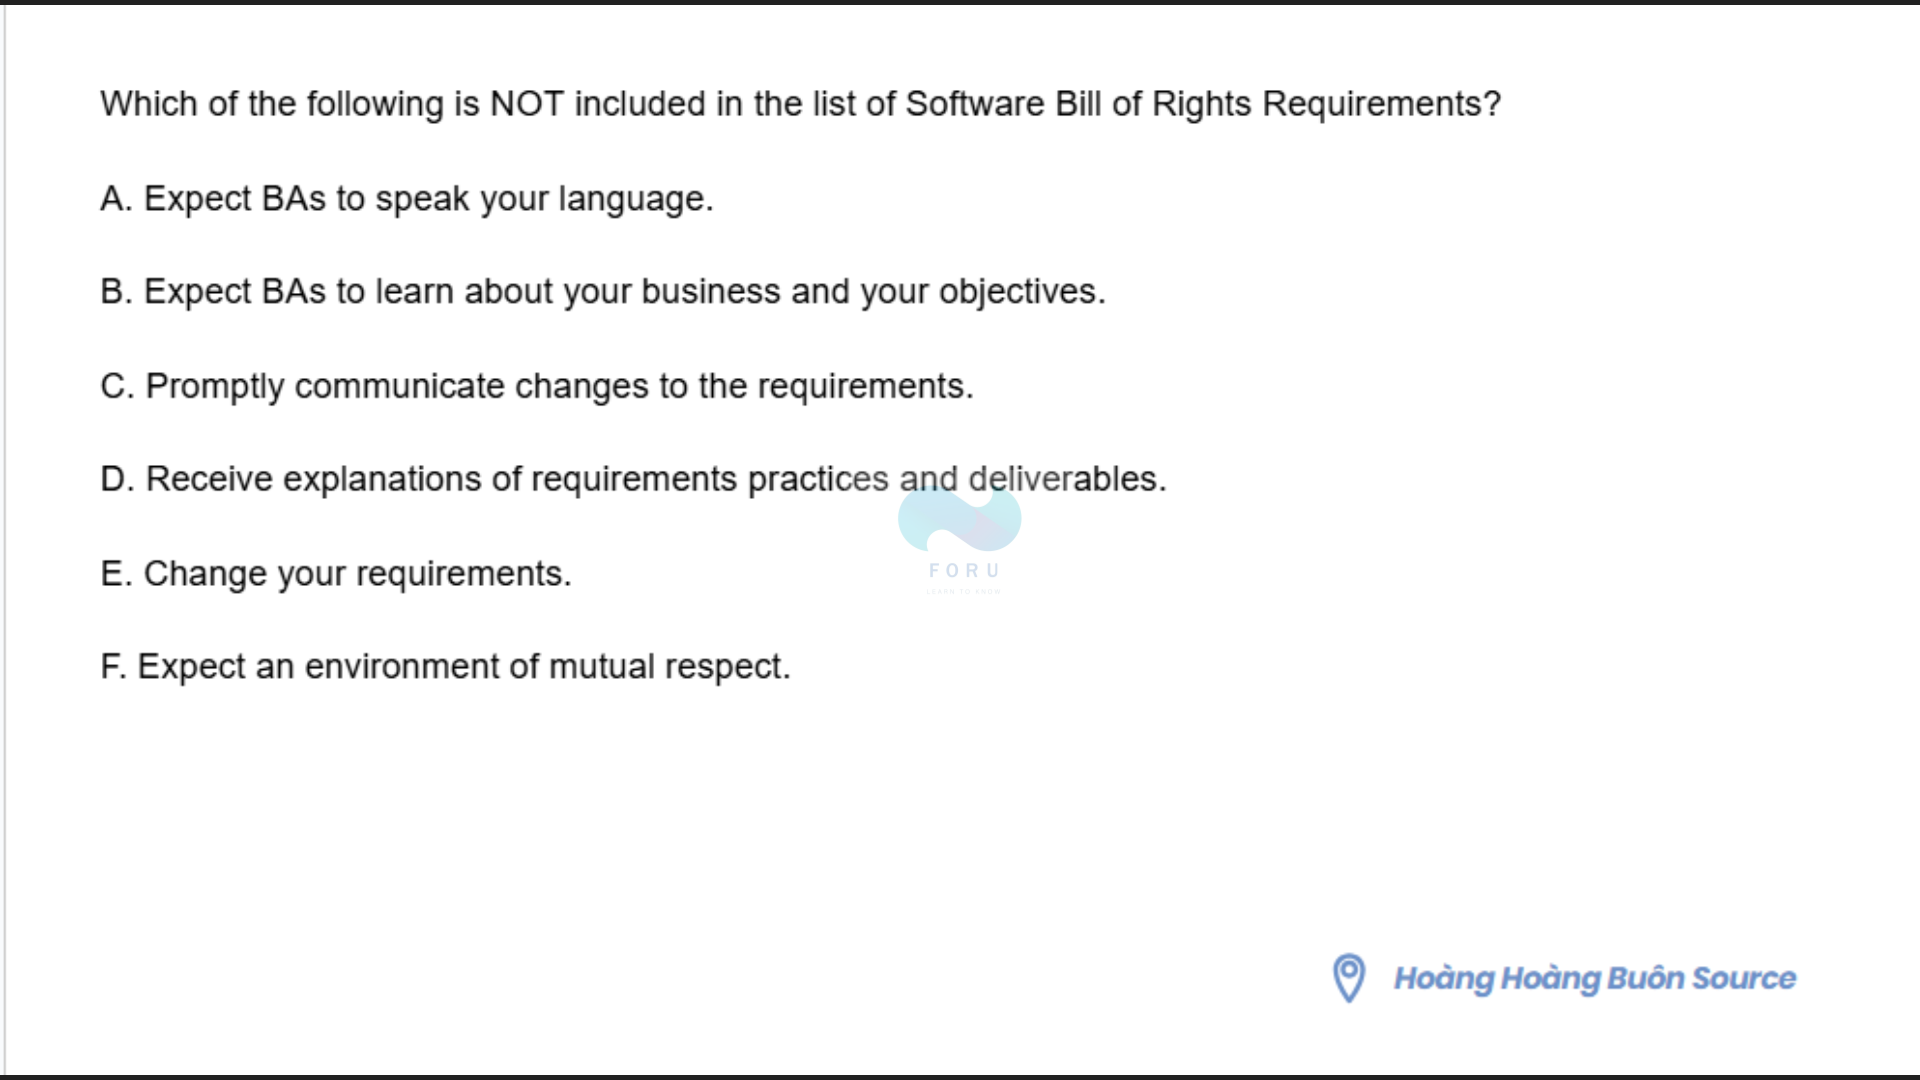 Which of the following is NOT included in the list of Software Bill of Rights Requirements?
A. Expect BAs to speak your language.
B. Expect BAs to learn about your business and your objectives.
C. Promptly communicate changes to the requirements.
D. Receive explanations of requirements practices and deliverables.
E. Change your requirements.
F. Expect an environment of mutual respect.
FORU
LEARN TO KNOW
Hoàng Hoàng Buôn Source